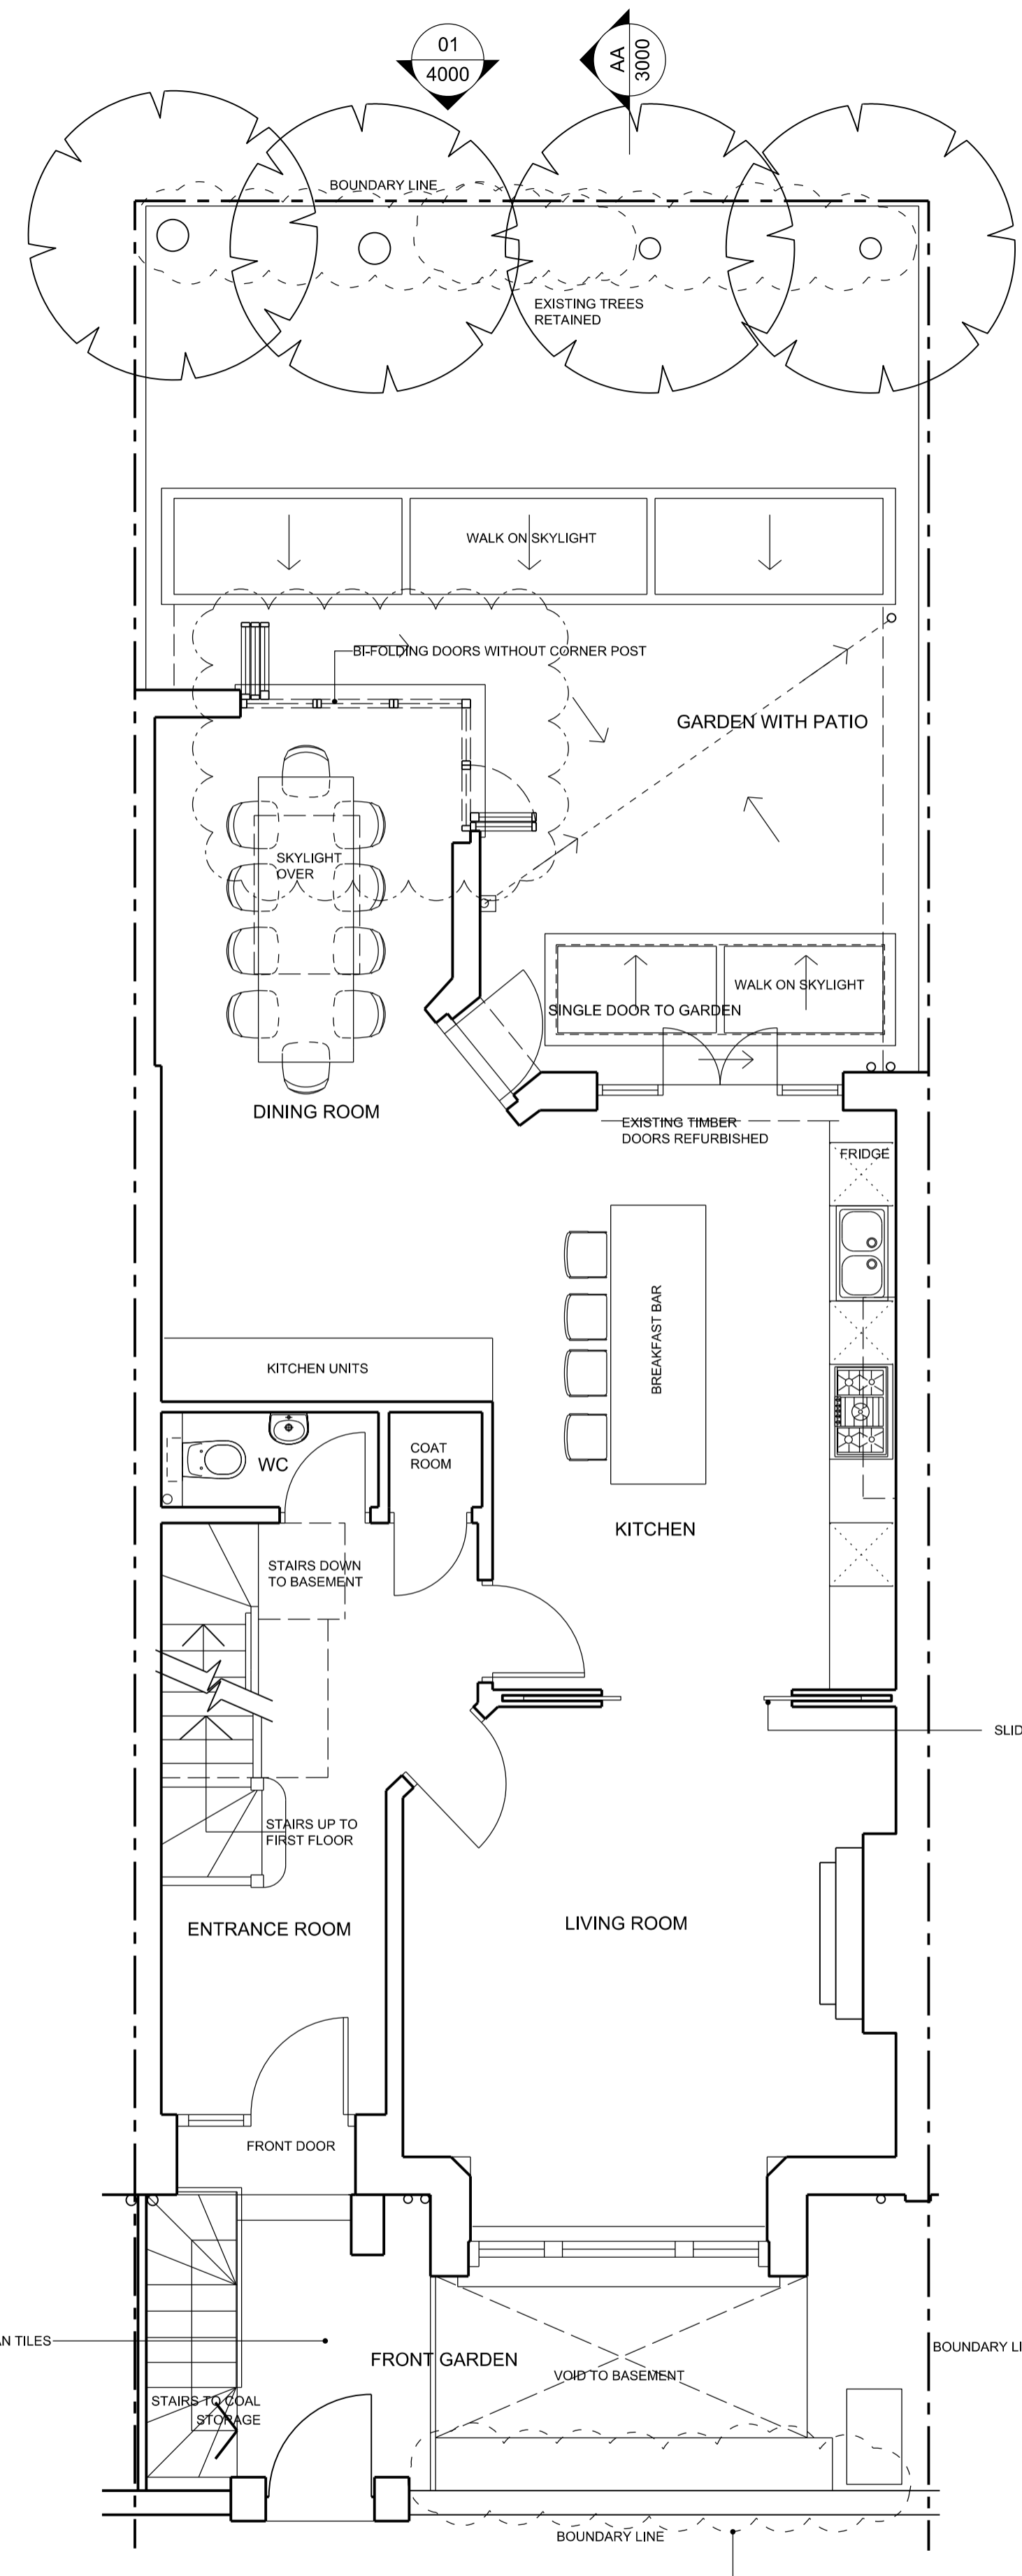 01
4000
AA
3000
BOUNDARY LINE
EXISTING TREES
RETAINED
WALK ON SKYLIGHT
BI-FOLDING DOORS WITHOUT CORNER POST
GARDEN WITH PATIO
SKYLIGHT
OVER
WALK ON SKYLIGHT
SINGLE DOOR TO GARDEN
DINING ROOM
EXISTING TIMBER
DOORS REFURBISHED
FRIDGE
BREAKFAST BAR
KITCHEN UNITS
WC
COAT
ROOM
KITCHEN
STAIRS DOWN
TO BASEMENT
SLID
STAIRS UP TO
FIRST FLOOR
ENTRANCE ROOM
LIVING ROOM
FRONT DOOR
AN TILES
FRONT GARDEN
BOUNDARY LI
VOID TO BASEMENT
STAIRS TO COAL
STORAGE
BOUNDARY LINE